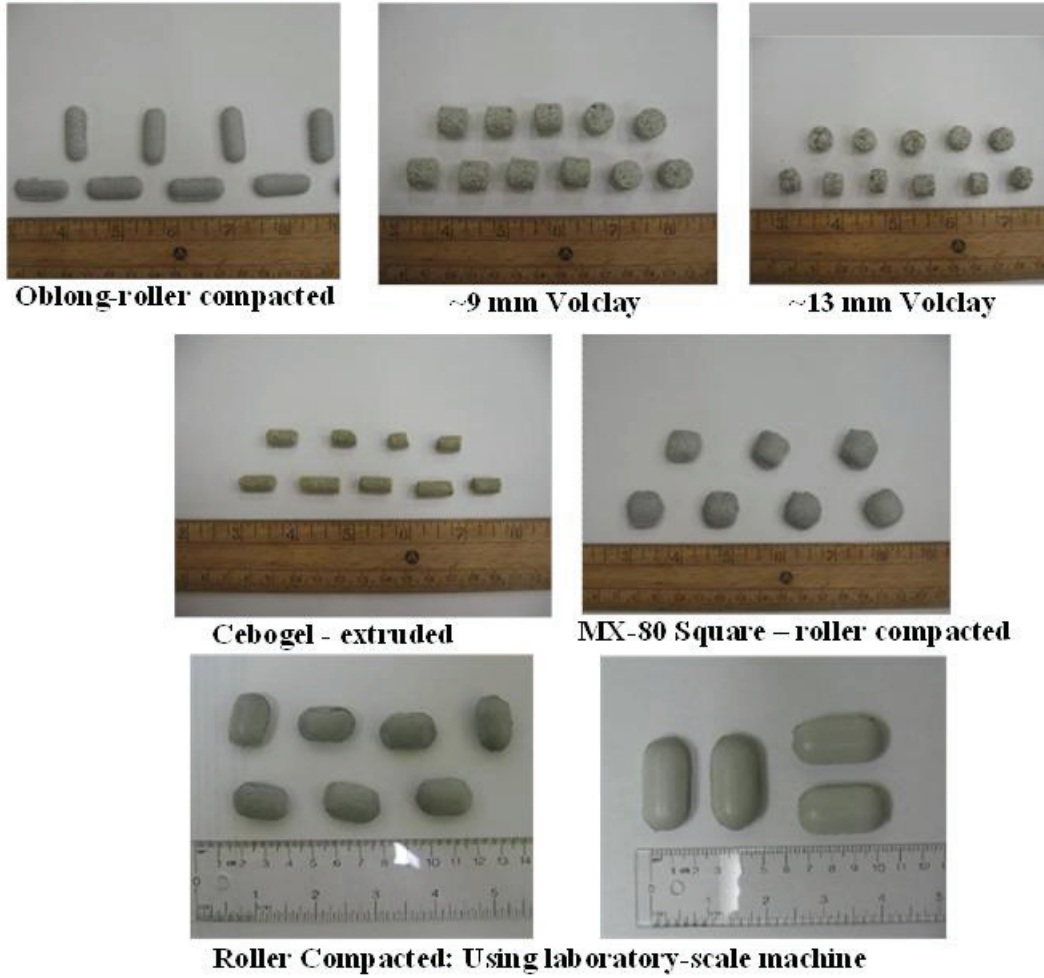 Oblong-roller compacted
~9 mm Volclay
~13 mm Volclay
Cebogel - extruded
MX-80 Square – roller compacted
Roller Compacted: Using laboratory-scale machine